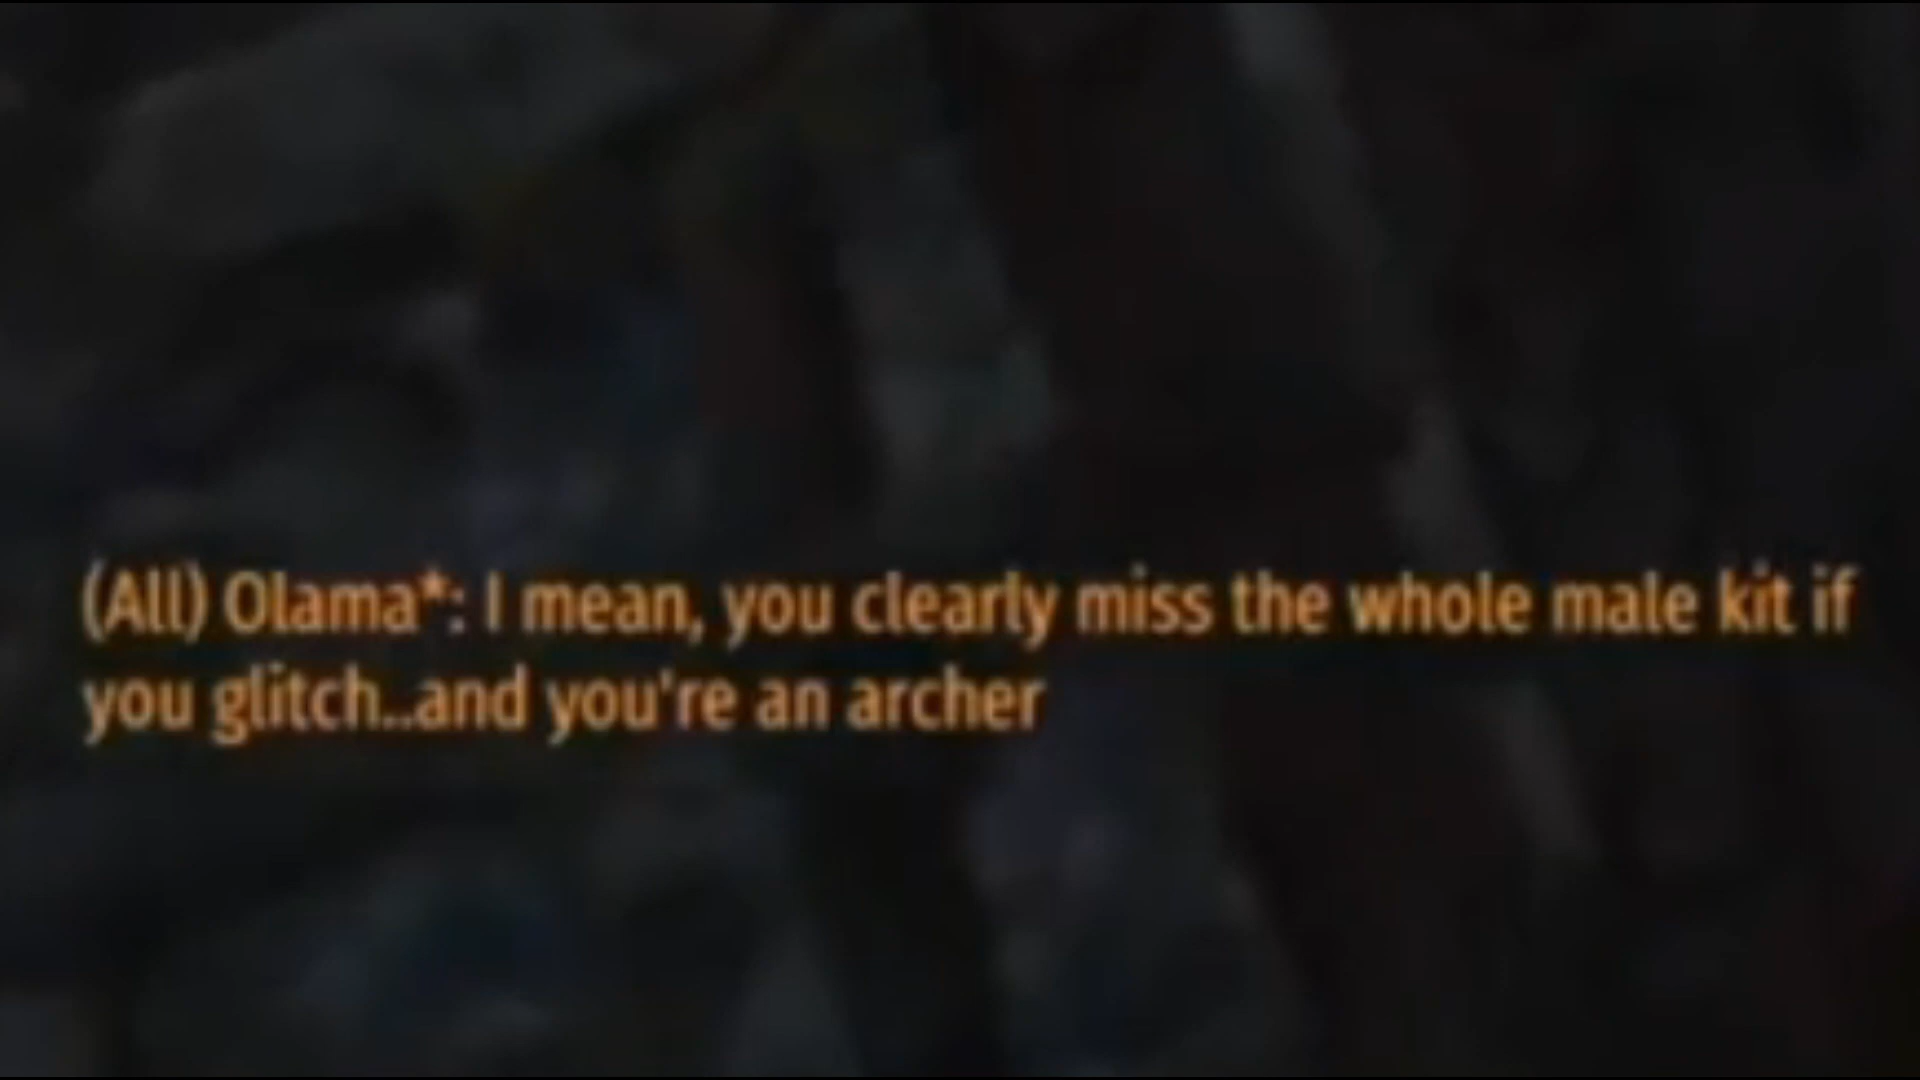 (All) Olama*: I mean, you clearly miss the whole male kit if
you glitch..and you're an archer